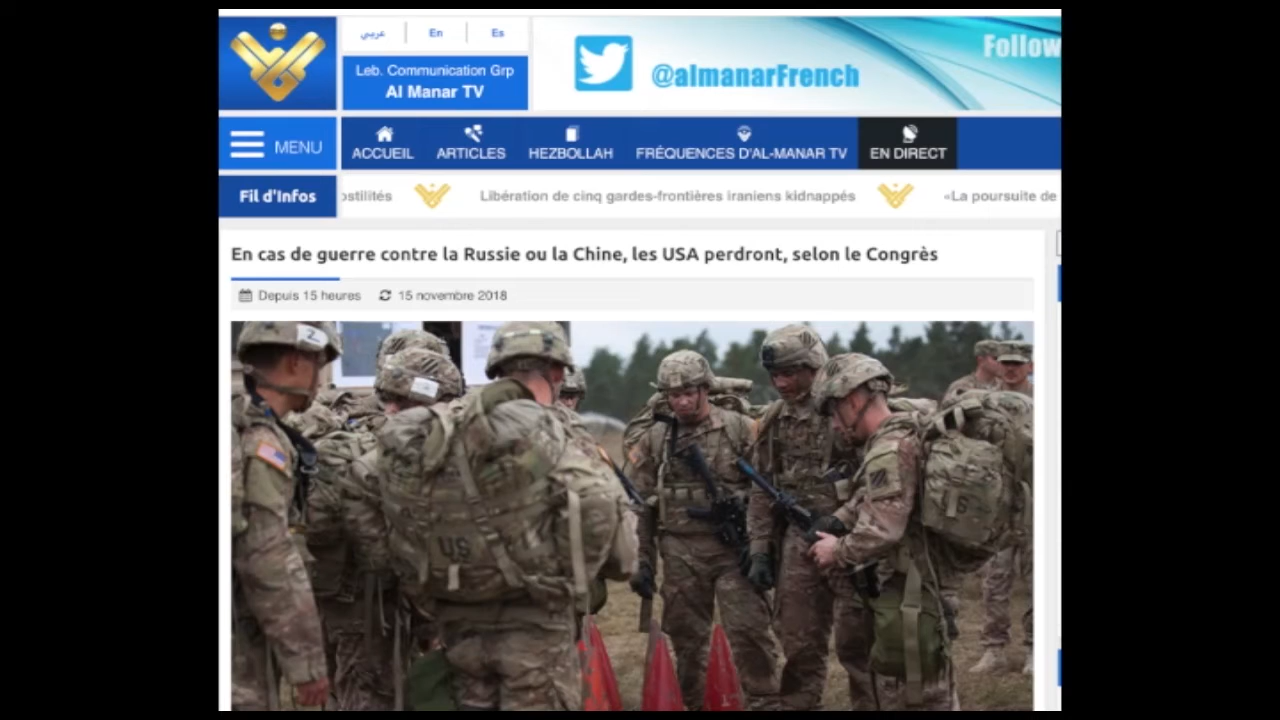 عربي
En
Es
Leb. Communication Grp
Al Manar TV
@almanarFrench
Follow
MENU
ACCUEIL
ARTICLES
HEZBOLLAH
FRÉQUENCES D'AL-MANAR TV
EN DIRECT
Fil d'Infos
ostilités
Libération de cinq gardes-frontières iraniens kidnappés
«La poursuite de
En cas de guerre contre la Russie ou la Chine, les USA perdront, selon le Congrès
Depuis 15 heures
15 novembre 2018
US